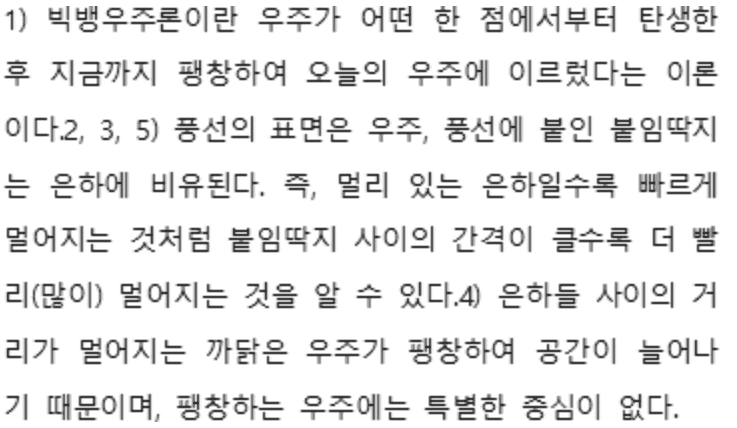 1) 빅뱅우주론이란 우주가 어떤 한 점에서부터 탄생한
후 지금까지 팽창하여 오늘의 우주에 이르렀다는 이론
이다.2, 3, 5) 풍선의 표면은 우주, 풍선에 붙인 붙임딱지
는 은하에 비유된다. 즉, 멀리 있는 은하일수록 빠르게
멀어지는 것처럼 붙임딱지 사이의 간격이 클수록 더 빨
리(많이) 멀어지는 것을 알 수 있다.4) 은하들 사이의 거
리가 멀어지는 까닭은 우주가 팽창하여 공간이 늘어나
기 때문이며, 팽창하는 우주에는 특별한 중심이 없다.